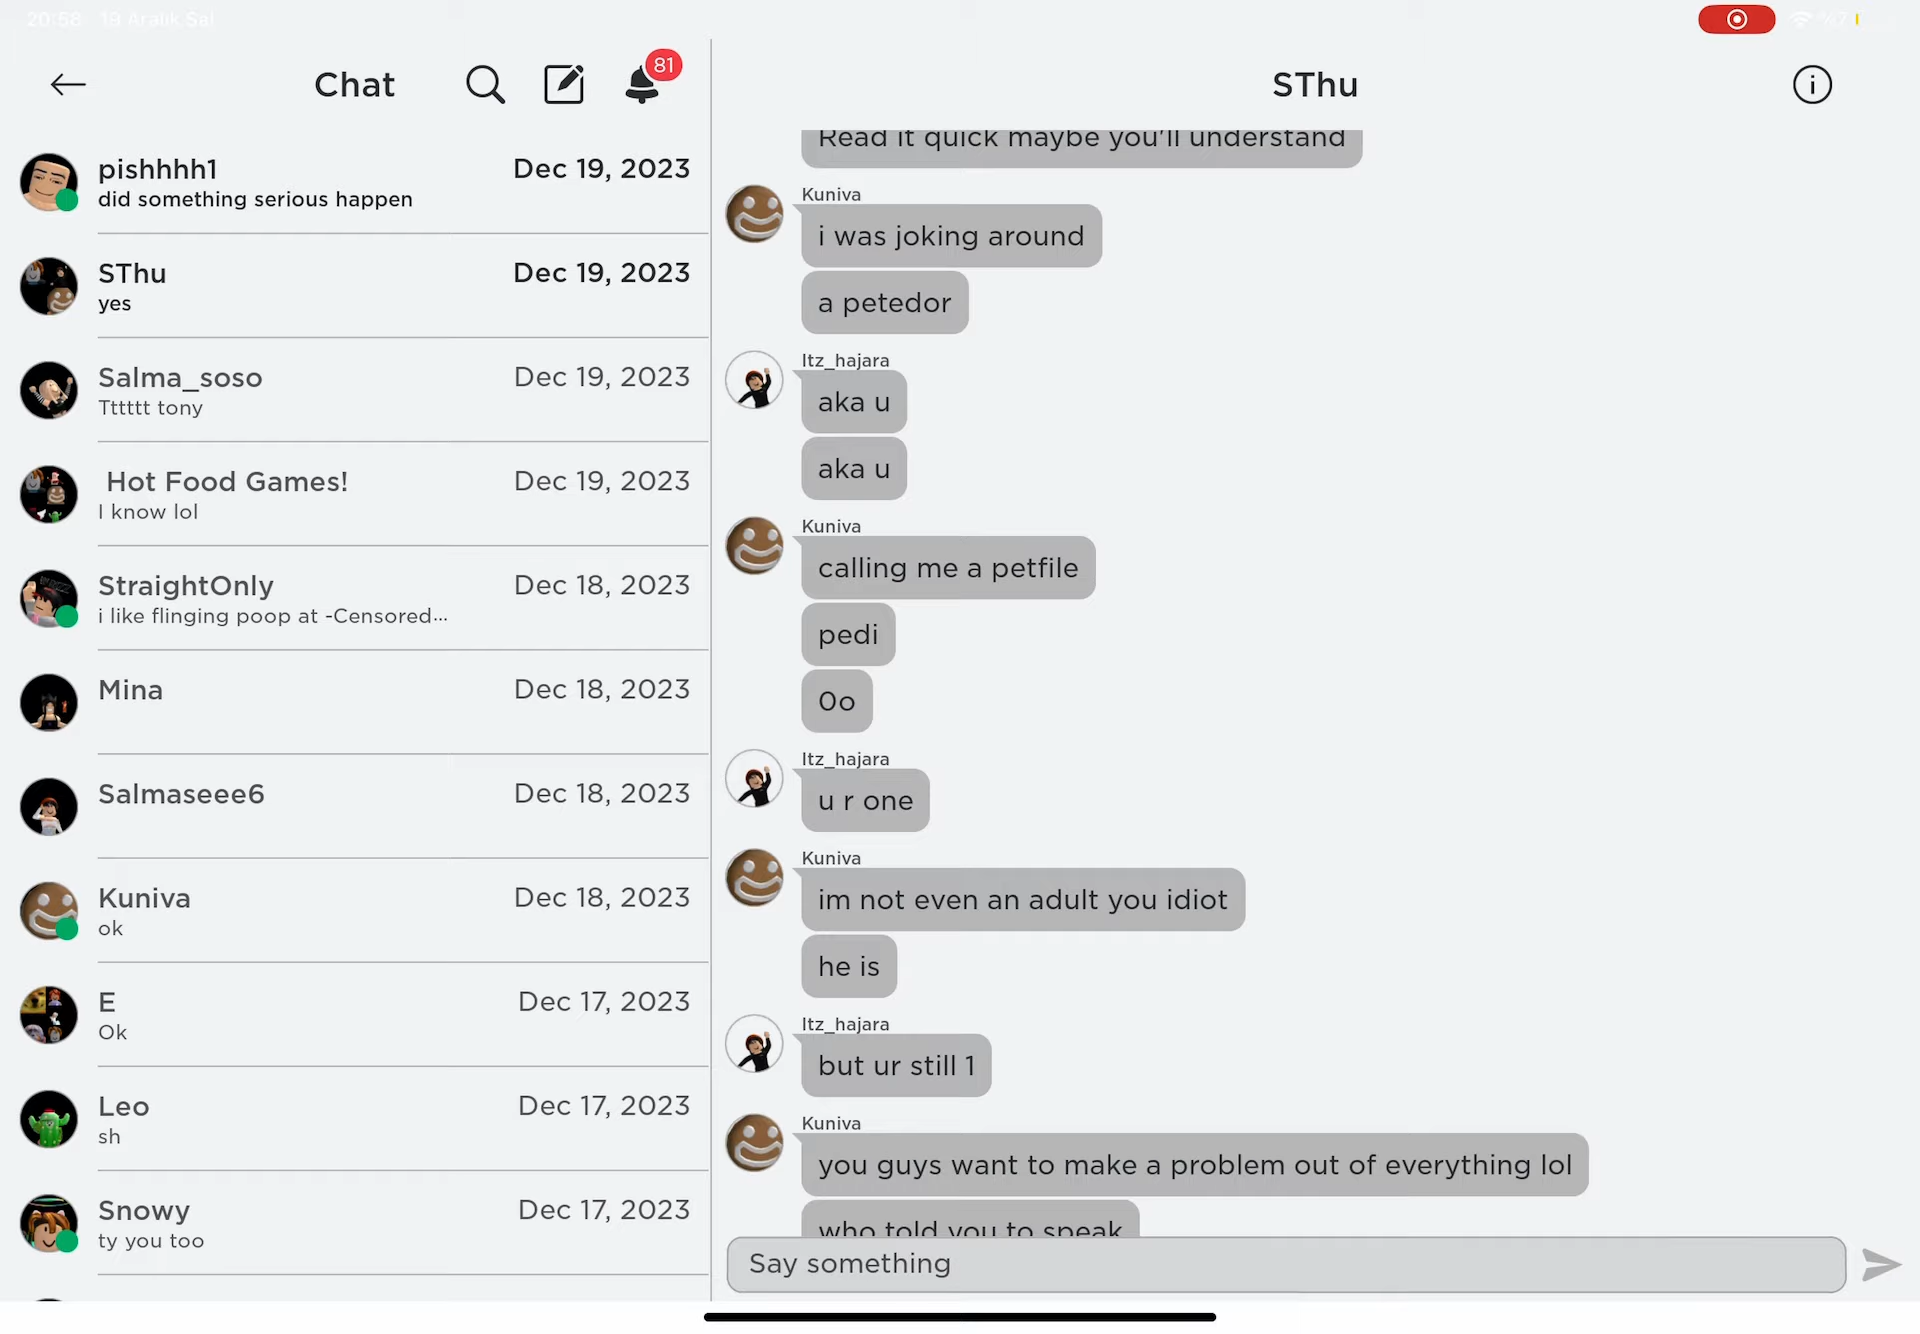 20:58 19 Aralık Sal
Chat
81
SThu
pishhhh1
Dec 19, 2023
did something serious happen
SThu
Dec 19, 2023
yes
Salma_soso
Dec 19, 2023
Tttttt tony
Hot Food Games!
Dec 19, 2023
I know lol
StraightOnly
Dec 18, 2023
i like flinging poop at -Censored...
Mina
Dec 18, 2023
Salmaseee6
Dec 18, 2023
Kuniva
Dec 18, 2023
ok
E
Dec 17, 2023
Ok
Leo
Dec 17, 2023
sh
Snowy
Dec 17, 2023
ty you too
Read it quick maybe you'll understand
Kuniva
i was joking around
a petedor
Itz_hajara
aka u
aka u
Kuniva
calling me a petfile
pedi
0o
Itz_hajara
u r one
Kuniva
im not even an adult you idiot
he is
Itz_hajara
but ur still 1
Kuniva
you guys want to make a problem out of everything lol
who told you to speak
Say something